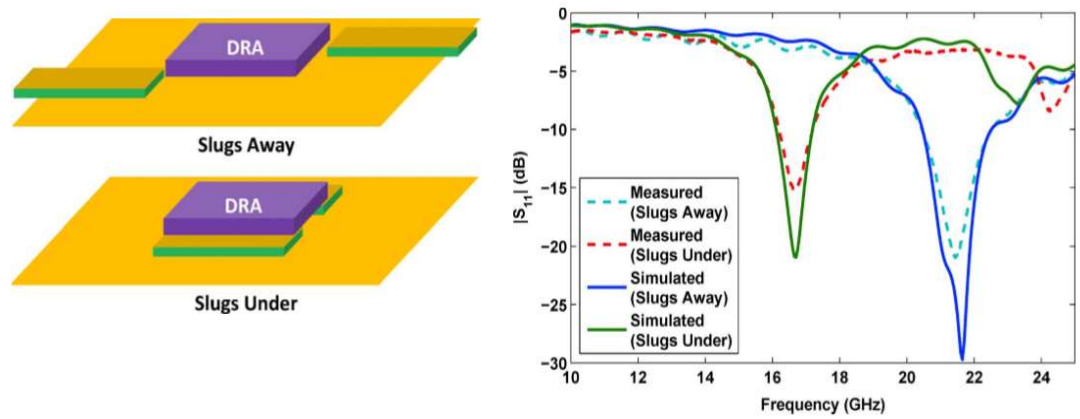 DRA
Slugs Away
DRA
Slugs Under
0
−5
−10
−15
−20
−25
−30
|S11| (dB)
Measured
(Slugs Away)
Measured
(Slugs Under)
Simulated
(Slugs Away)
Simulated
(Slugs Under)
10 12 14 16 18 20 22 24
Frequency (GHz)